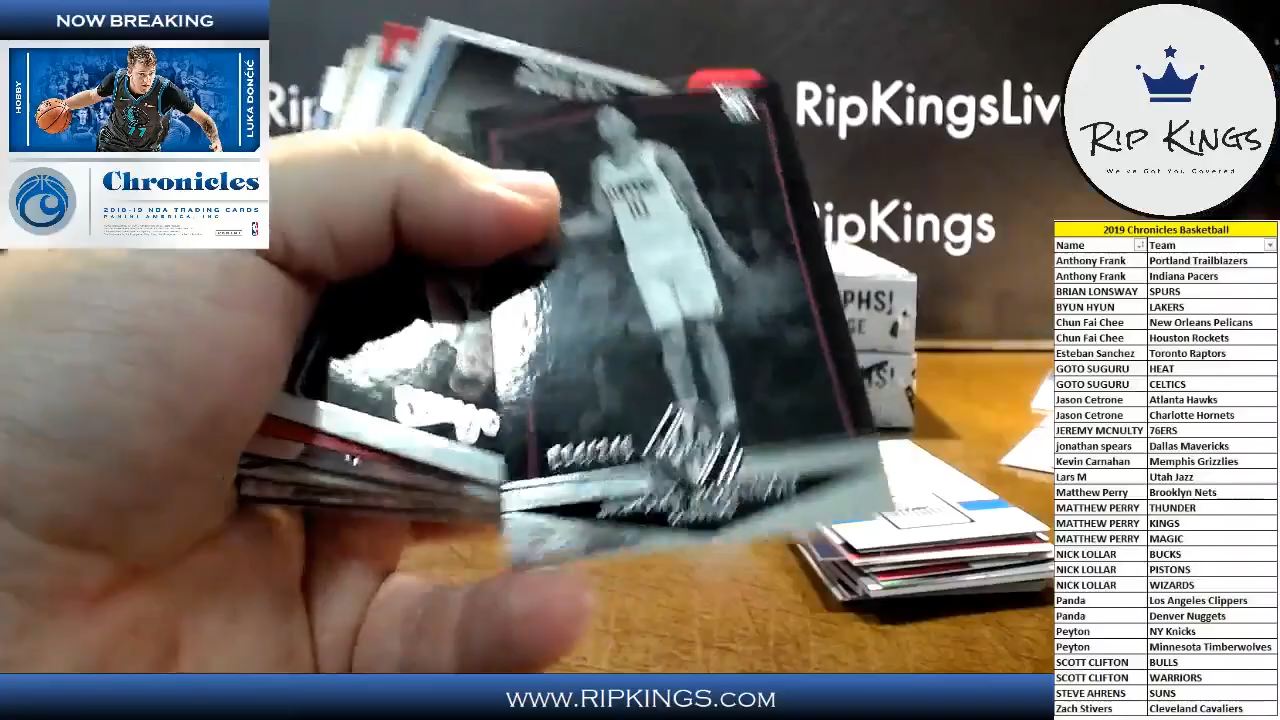 NOW BREAKING
HOBBY
LUKA DONČIĆ
77
Chronicles
2018-19 NBA TRADING CARDS
PANINI AMERICA, INC.
RipKingsLiv
RipKings
Rip Kings
We've Got You Covered
2019 Chronicles Basketball
Name Team
Anthony Frank Portland Trailblazers
Anthony Frank Indiana Pacers
BRIAN LONSWAY SPURS
BYUN HYUN LAKERS
Chun Fai Chee New Orleans Pelicans
Chun Fai Chee Houston Rockets
Esteban Sanchez Toronto Raptors
GOTO SUGURU HEAT
GOTO SUGURU CELTICS
Jason Cetrone Atlanta Hawks
Jason Cetrone Charlotte Hornets
JEREMY MCNULTY 76ERS
jonathan spears Dallas Mavericks
Kevin Carnahan Memphis Grizzlies
Lars M Utah Jazz
Matthew Perry Brooklyn Nets
MATTHEW PERRY THUNDER
MATTHEW PERRY KINGS
MATTHEW PERRY MAGIC
NICK LOLLAR BUCKS
NICK LOLLAR PISTONS
NICK LOLLAR WIZARDS
Panda Los Angeles Clippers
Panda Denver Nuggets
Peyton NY Knicks
Peyton Minnesota Timberwolves
SCOTT CLIFTON BULLS
SCOTT CLIFTON WARRIORS
STEVE AHRENS SUNS
Zach Stivers Cleveland Cavaliers
WWW.RIPKINGS.COM